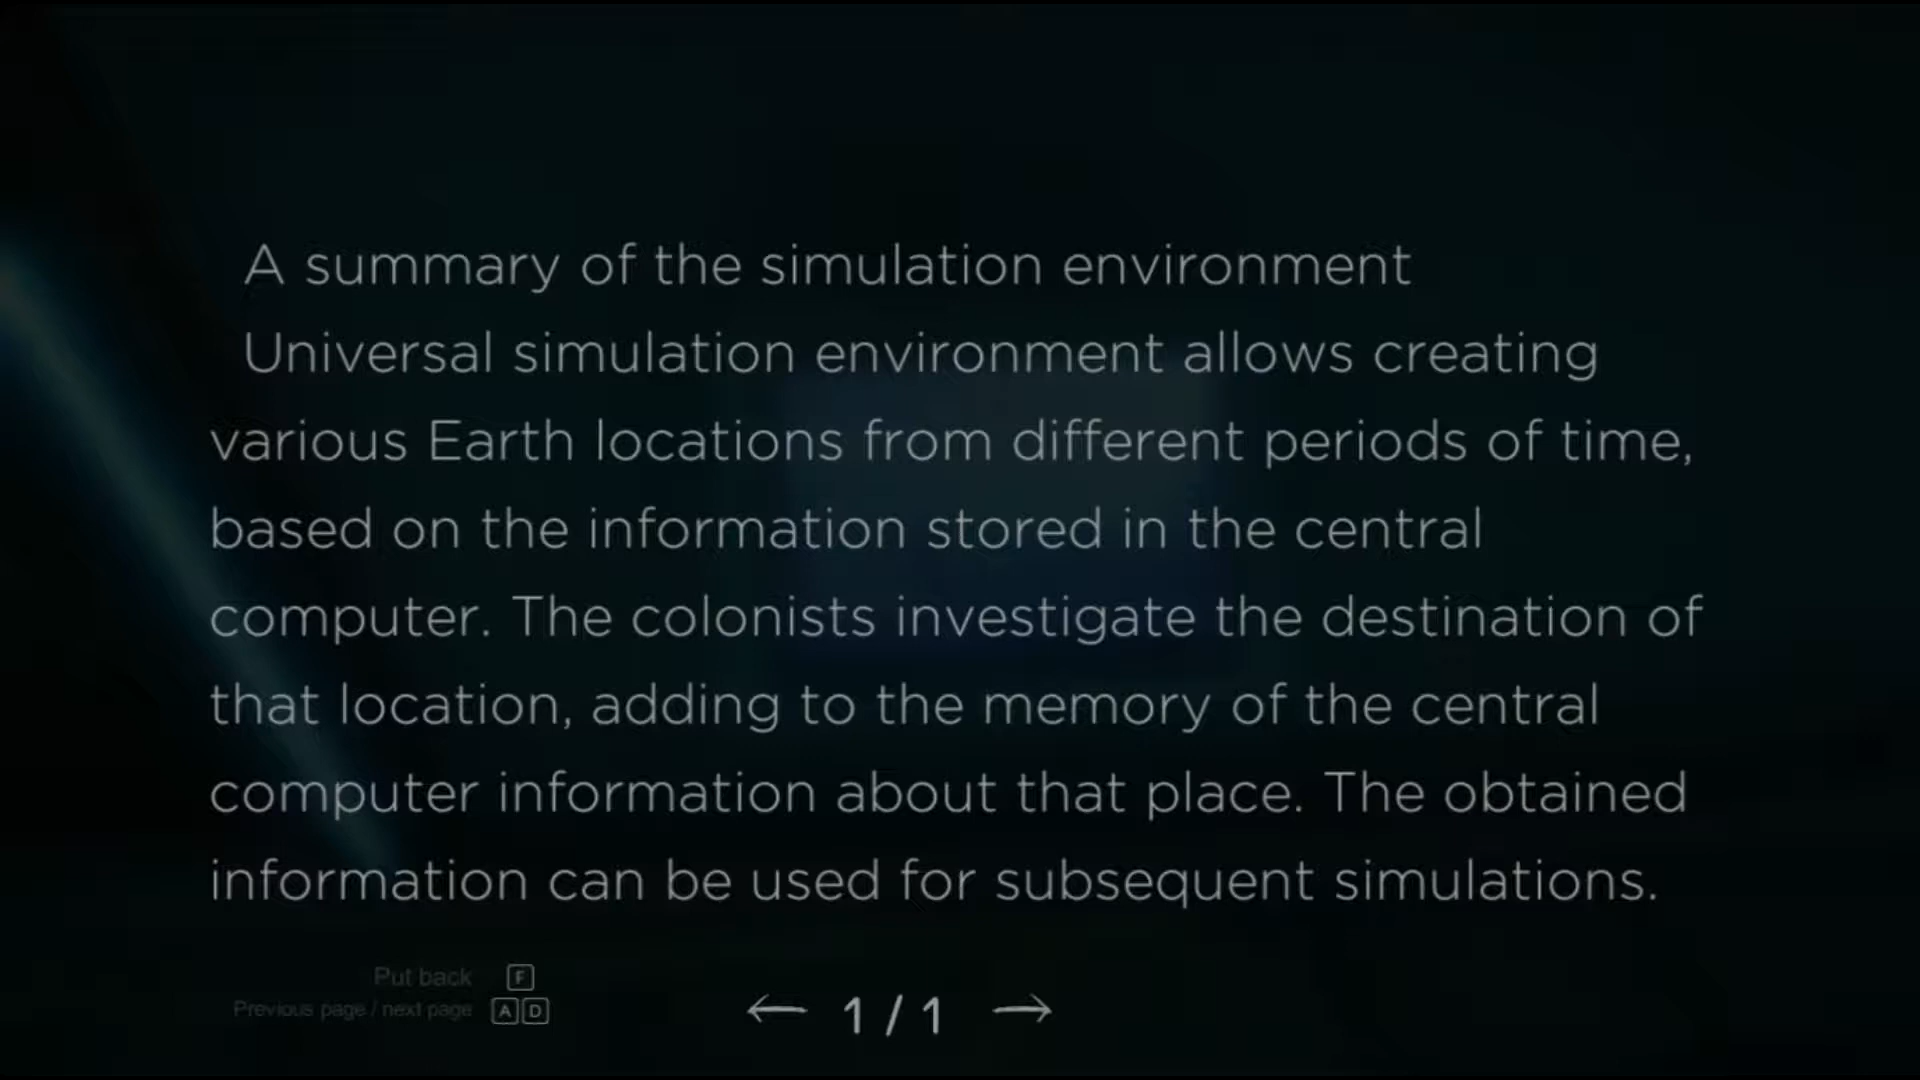 A summary of the simulation environment
Universal simulation environment allows creating
various Earth locations from different periods of time,
based on the information stored in the central
computer. The colonists investigate the destination of
that location, adding to the memory of the central
computer information about that place. The obtained
information can be used for subsequent simulations.
Put back F
Previous page / next page A D
← 1 / 1 →